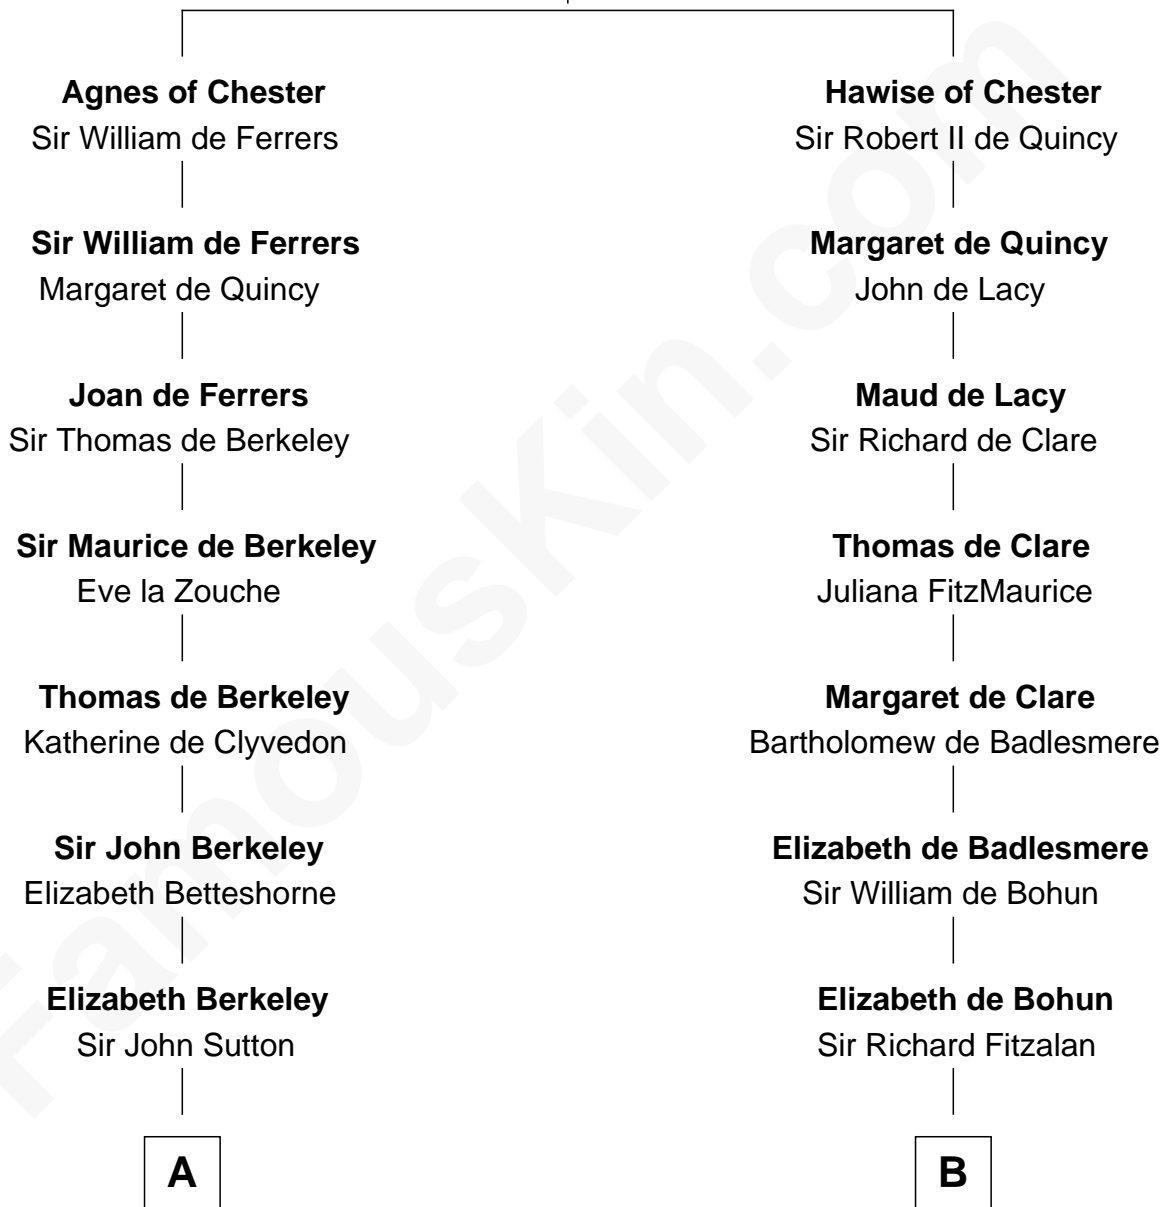 Agnes of Chester
Sir William de Ferrers
Sir William de Ferrers
Margaret de Quincy
Joan de Ferrers
Sir Thomas de Berkeley
Sir Maurice de Berkeley
Eve la Zouche
Thomas de Berkeley
Katherine de Clyvedon
Sir John Berkeley
Elizabeth Betteshorne
Elizabeth Berkeley
Sir John Sutton
A
Hawise of Chester
Sir Robert II de Quincy
Margaret de Quincy
John de Lacy
Maud de Lacy
Sir Richard de Clare
Thomas de Clare
Juliana FitzMaurice
Margaret de Clare
Bartholomew de Badlesmere
Elizabeth de Badlesmere
Sir William de Bohun
Elizabeth de Bohun
Sir Richard Fitzalan
B
FamousKin.com